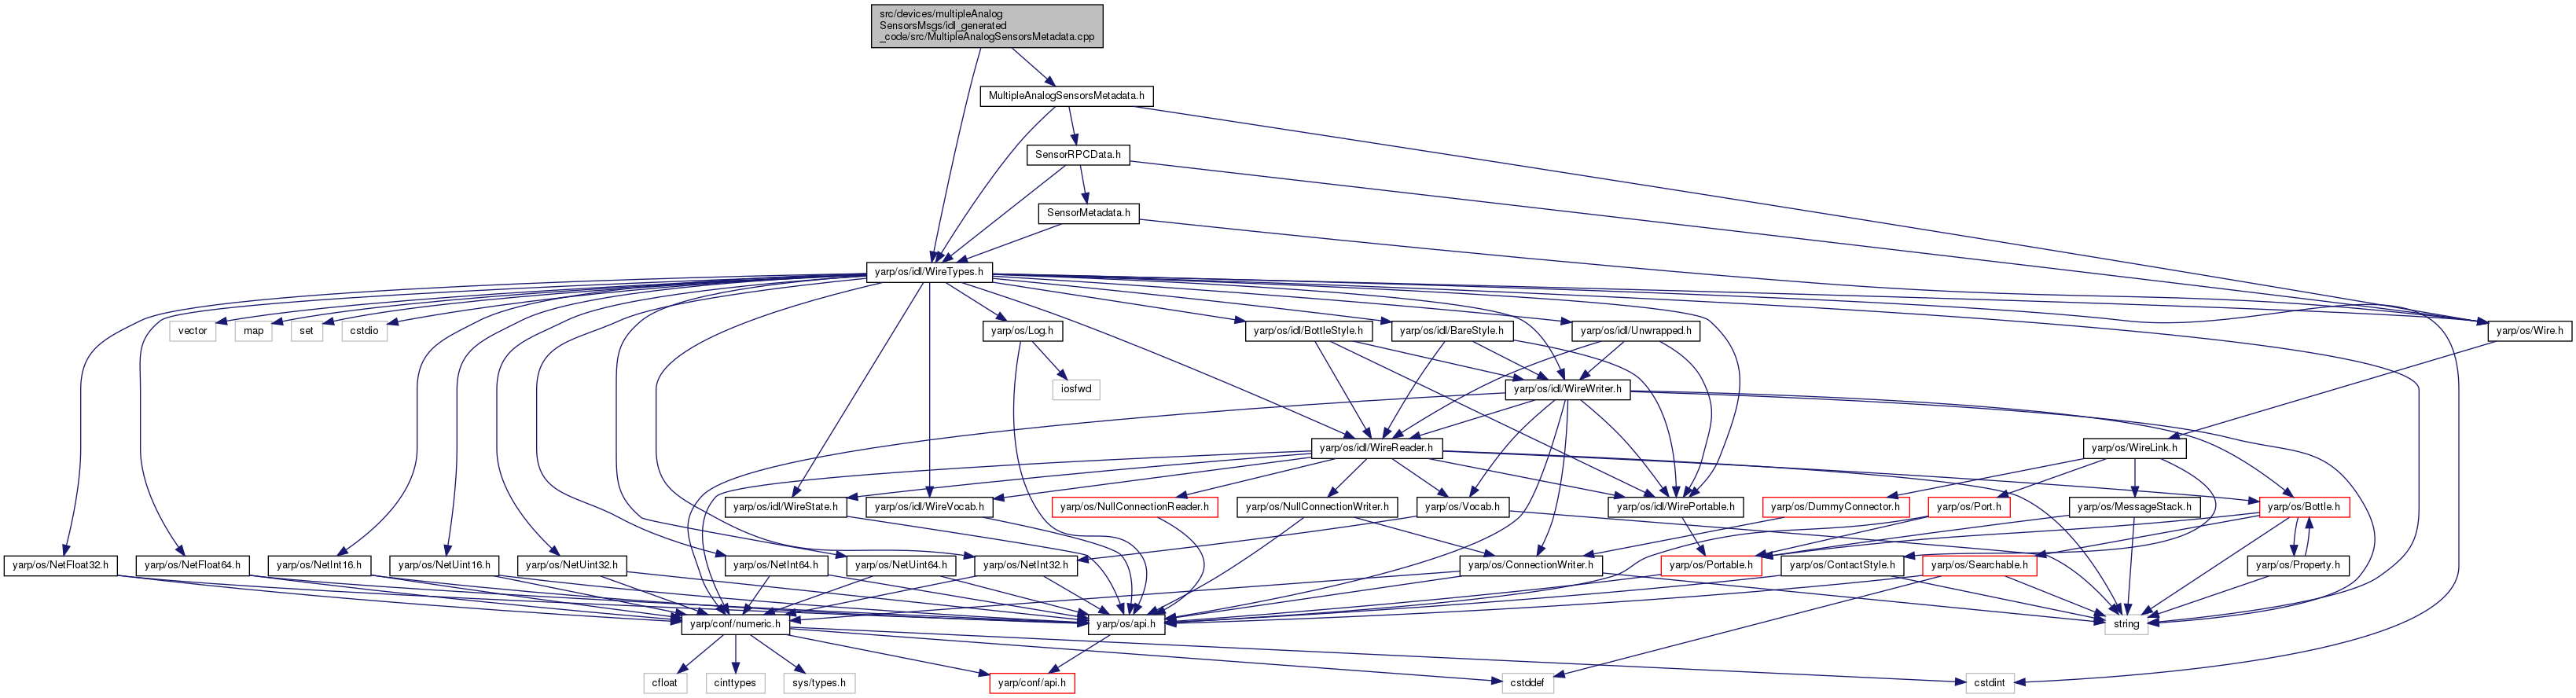 src/devices/multipleAnalog
SensorsMsgs/idl_generated
_code/src/MultipleAnalogSensorsMetadata.cpp
MultipleAnalogSensorsMetadata.h
SensorRPCData.h
SensorMetadata.h
yarp/os/idl/WireTypes.h
vector
map
set
cstdio
yarp/os/Log.h
yarp/os/idl/BottleStyle.h
yarp/os/idl/BareStyle.h
yarp/os/idl/Unwrapped.h
yarp/os/Wire.h
iosfwd
yarp/os/idl/WireWriter.h
yarp/os/idl/WireReader.h
yarp/os/WireLink.h
yarp/os/idl/WireState.h
yarp/os/idl/WireVocab.h
yarp/os/NullConnectionReader.h
yarp/os/NullConnectionWriter.h
yarp/os/Vocab.h
yarp/os/idl/WirePortable.h
yarp/os/DummyConnector.h
yarp/os/Port.h
yarp/os/MessageStack.h
yarp/os/Bottle.h
yarp/os/NetFloat32.h
yarp/os/NetFloat64.h
yarp/os/NetInt16.h
yarp/os/NetUint16.h
yarp/os/NetUint32.h
yarp/os/NetInt64.h
yarp/os/NetUint64.h
yarp/os/NetInt32.h
yarp/os/ConnectionWriter.h
yarp/os/Portable.h
yarp/os/ContactStyle.h
yarp/os/Searchable.h
yarp/os/Property.h
yarp/conf/numeric.h
yarp/os/api.h
string
cfloat
cinttypes
sys/types.h
yarp/conf/api.h
cstddef
cstdint